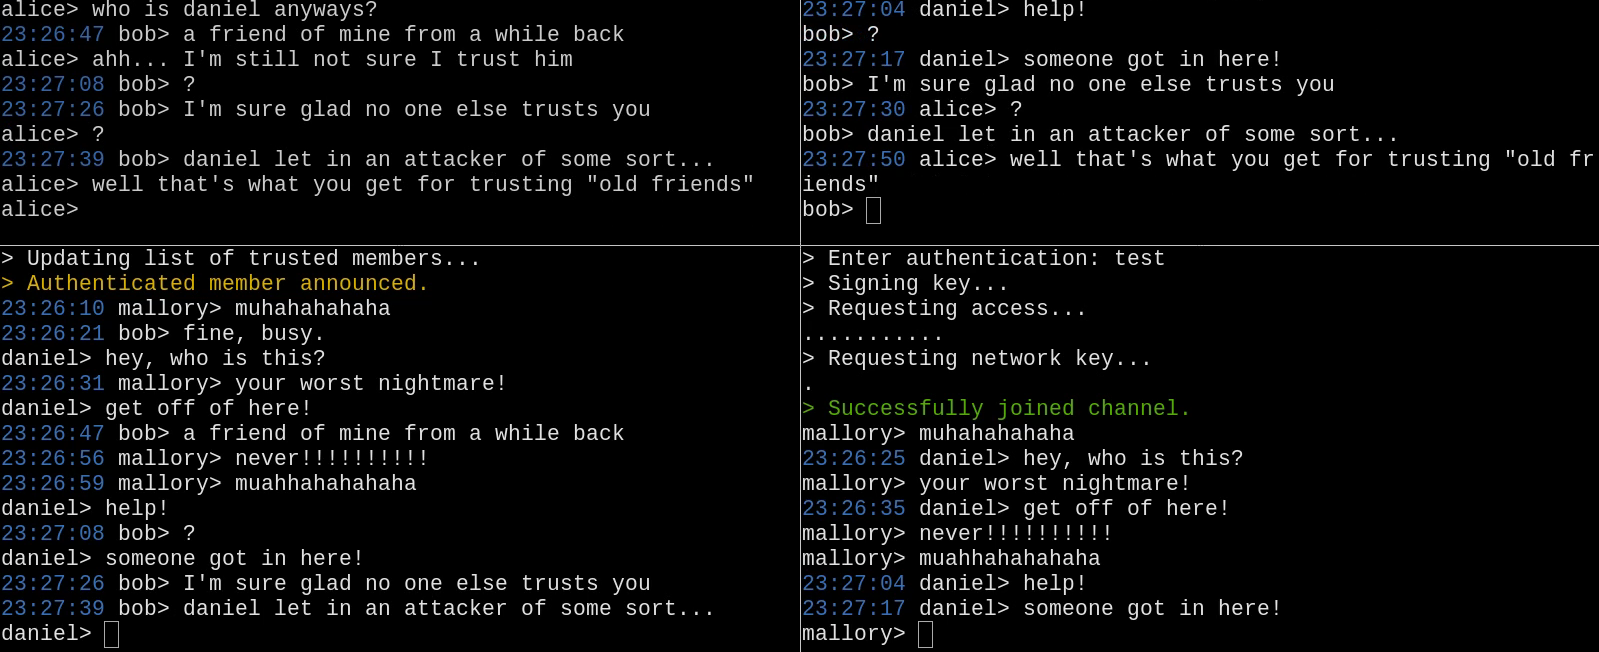 alice> who is daniel anyways?
23:26:47 bob> a friend of mine from a while back
alice> ahh... I'm still not sure I trust him
23:27:08 bob> ?
23:27:26 bob> I'm sure glad no one else trusts you
alice> ?
23:27:39 bob> daniel let in an attacker of some sort...
alice> well that's what you get for trusting "old friends"
alice>
23:27:04 daniel> help!
bob> ?
23:27:17 daniel> someone got in here!
bob> I'm sure glad no one else trusts you
23:27:30 alice> ?
bob> daniel let in an attacker of some sort...
23:27:50 alice> well that's what you get for trusting "old fr
iends"
bob>
> Updating list of trusted members...
> Authenticated member announced.
23:26:10 mallory> muhahahahaha
23:26:21 bob> fine, busy.
daniel> hey, who is this?
23:26:31 mallory> your worst nightmare!
daniel> get off of here!
23:26:47 bob> a friend of mine from a while back
23:26:56 mallory> never!!!!!!!!!!
23:26:59 mallory> muahhahahahaha
daniel> help!
23:27:08 bob> ?
daniel> someone got in here!
23:27:26 bob> I'm sure glad no one else trusts you
23:27:39 bob> daniel let in an attacker of some sort...
daniel>
> Enter authentication: test
> Signing key...
> Requesting access...
...........
> Requesting network key...
.
> Successfully joined channel.
mallory> muhahahahaha
23:26:25 daniel> hey, who is this?
mallory> your worst nightmare!
23:26:35 daniel> get off of here!
mallory> never!!!!!!!!!!
mallory> muahhahahahaha
23:27:04 daniel> help!
23:27:17 daniel> someone got in here!
mallory>